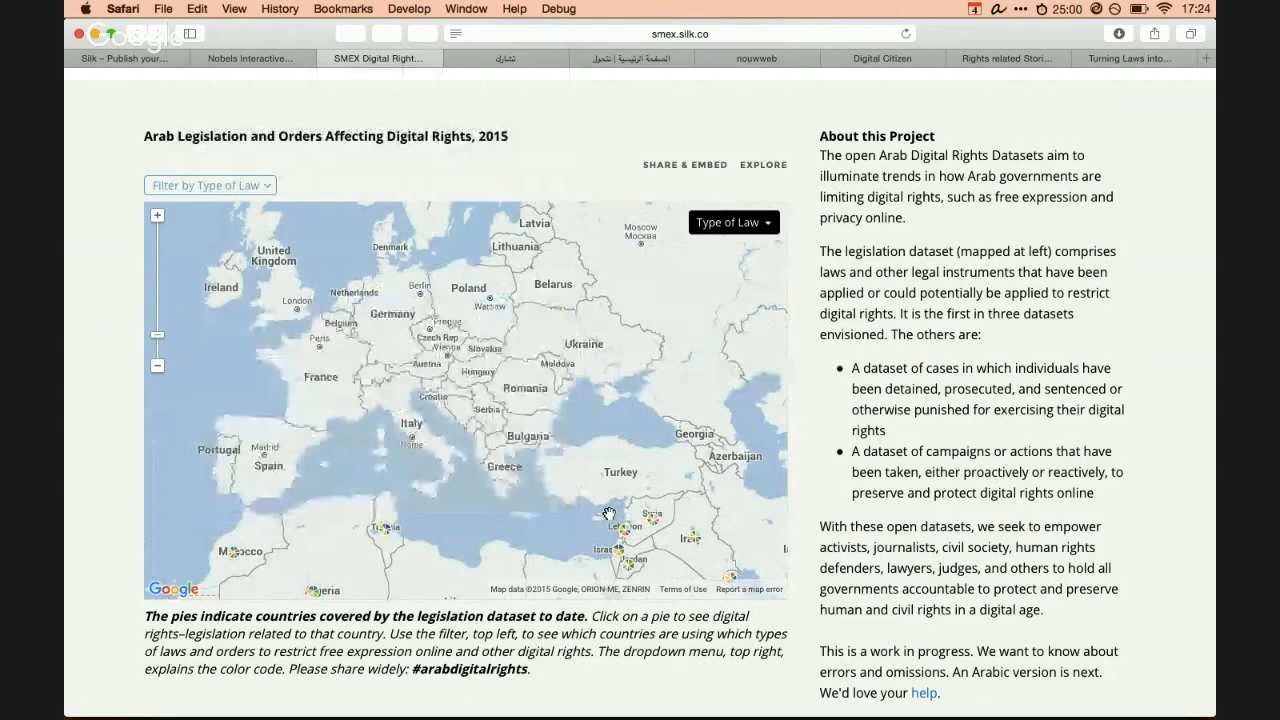 Safari File Edit View History Bookmarks Develop Window Help Debug
4 25:00 17:24
Google
smex.silk.co
Silk – Publish your...
Nobels Interactive...
SMEX Digital Right...
تشارك
الصفحة الرئيسية | نتحول
nouwweb
Digital Citizen
Rights related Stori...
Turning Laws into...
Arab Legislation and Orders Affecting Digital Rights, 2015
SHARE & EMBED EXPLORE
Filter by Type of Law
Type of Law
Latvia
Moscow
Москва
Denmark
Lithuania
United
Kingdom
Ireland
Belarus
Berlin
Poland
Netherlands
London
Warsaw
Germany
Belgium
Prague
Czech Rep
Paris
Ukraine
Vienna
Slovakia
Austria
Moldova
France
Hungary
Romania
Croatia
Serbia
Italy
Rome
Bulgaria
Georgia
Portugal
Madrid
Spain
Azerbaijan
Greece
Turkey
Syria
Tunisia
Lebanon
Iraq
Israel
Morocco
Jordan
Algeria
Google
Map data ©2015 Google, ORION-ME, ZENRIN Terms of Use Report a map error
The pies indicate countries covered by the legislation dataset to date. Click on a pie to see digital
rights–legislation related to that country. Use the filter, top left, to see which countries are using which types
of laws and orders to restrict free expression online and other digital rights. The dropdown menu, top right,
explains the color code. Please share widely: #arabdigitalrights.
About this Project
The open Arab Digital Rights Datasets aim to
illuminate trends in how Arab governments are
limiting digital rights, such as free expression and
privacy online.
The legislation dataset (mapped at left) comprises
laws and other legal instruments that have been
applied or could potentially be applied to restrict
digital rights. It is the first in three datasets
envisioned. The others are:
A dataset of cases in which individuals have
been detained, prosecuted, and sentenced or
otherwise punished for exercising their digital
rights
A dataset of campaigns or actions that have
been taken, either proactively or reactively, to
preserve and protect digital rights online
With these open datasets, we seek to empower
activists, journalists, civil society, human rights
defenders, lawyers, judges, and others to hold all
governments accountable to protect and preserve
human and civil rights in a digital age.
This is a work in progress. We want to know about
errors and omissions. An Arabic version is next.
We'd love your help.